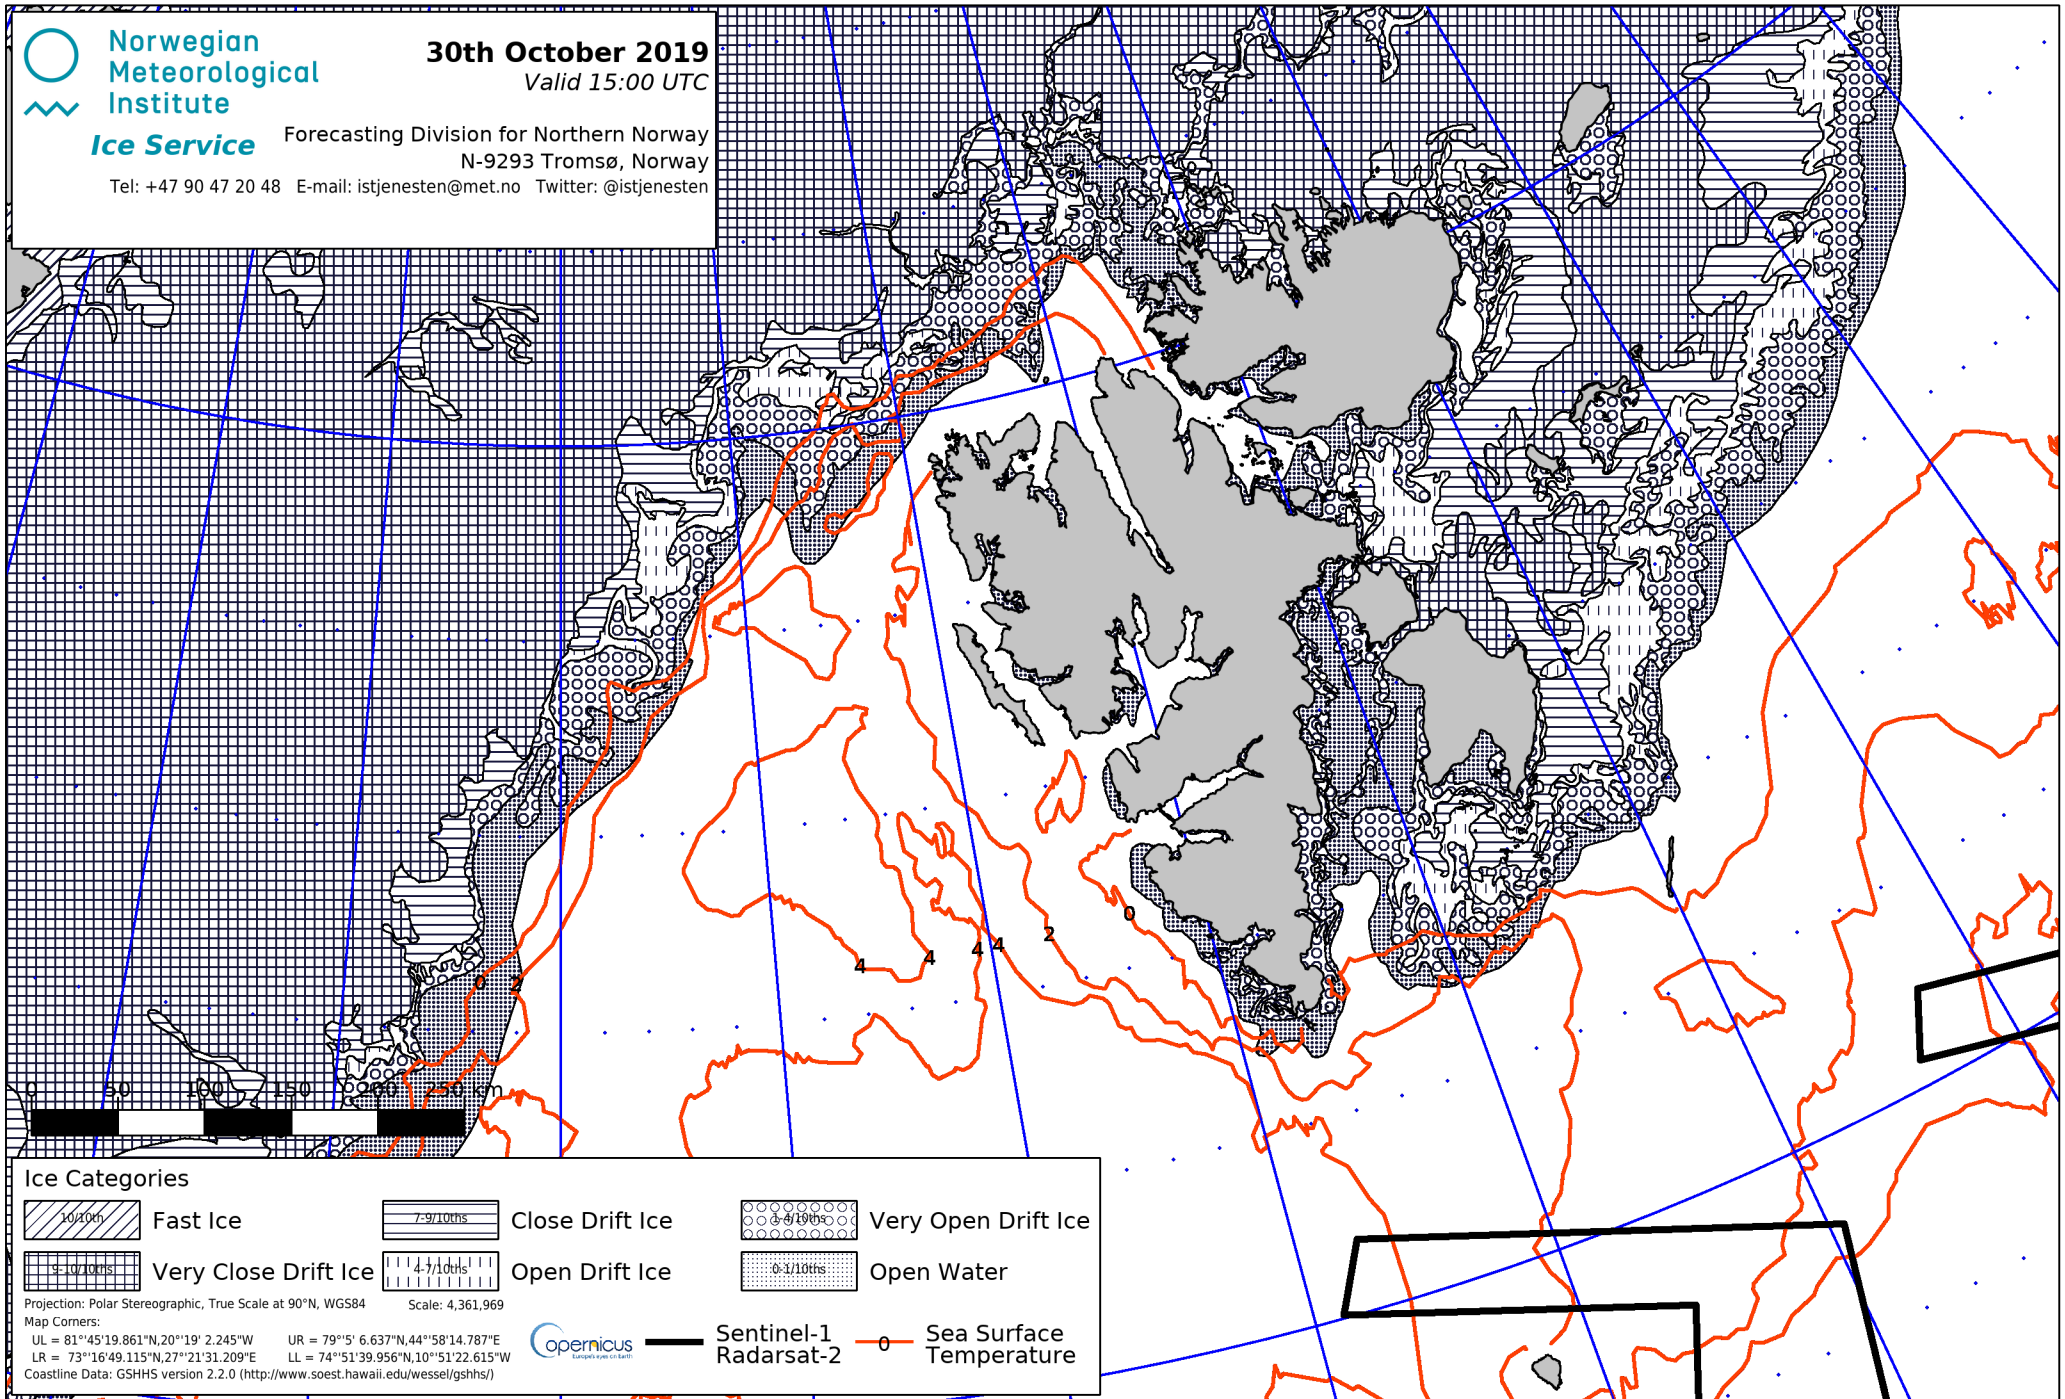 Norwegian
Meteorological
Institute
Ice Service
30th October 2019
Valid 15:00 UTC
Forecasting Division for Northern Norway
N-9293 Tromsø, Norway
Tel: +47 90 47 20 48 E-mail: istjenesten@met.no Twitter: @istjenesten
0
2
4
4
4
4
0
2
0 50 100 150 200 250 km
Ice Categories
10/10th Fast Ice
7-9/10ths Close Drift Ice
1-4/10ths Very Open Drift Ice
9-10/10ths Very Close Drift Ice
4-7/10ths Open Drift Ice
0-1/10ths Open Water
Projection: Polar Stereographic, True Scale at 90°N, WGS84 Scale: 4,361,969
Map Corners:
UL = 81°'45'19.861"N,20°'19' 2.245"W UR = 79°'5' 6.637"N,44°'58'14.787"E
LR = 73°'16'49.115"N,27°'21'31.209"E LL = 74°'51'39.956"N,10°'51'22.615"W
Coastline Data: GSHHS version 2.2.0 (http://www.soest.hawaii.edu/wessel/gshhs/)
Copernicus
Europe's eyes on Earth
Sentinel-1
Radarsat-2
0
Sea Surface
Temperature